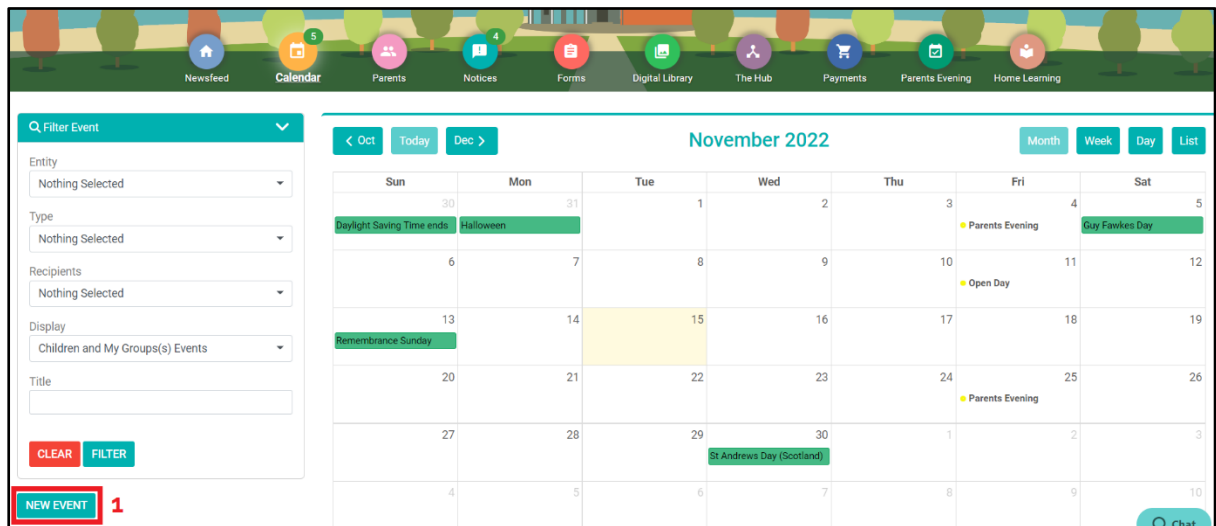 5
4
Newsfeed Calendar Parents Notices Forms Digital Library The Hub Payments Parents Evening Home Learning
Filter Event
Entity
Nothing Selected
Type
Nothing Selected
Recipients
Nothing Selected
Display
Children and My Groups(s) Events
Title
CLEAR FILTER
NEW EVENT 1
< Oct Today Dec > November 2022 Month Week Day List
Sun Mon Tue Wed Thu Fri Sat
30 31 1 2 3 4 5
Daylight Saving Time ends Halloween Parents Evening Guy Fawkes Day
6 7 8 9 10 11 12
Open Day
13 14 15 16 17 18 19
Remembrance Sunday
20 21 22 23 24 25 26
Parents Evening
27 28 29 30 1 2 3
St Andrews Day (Scotland)
4 5 6 7 8 9 10
Chat